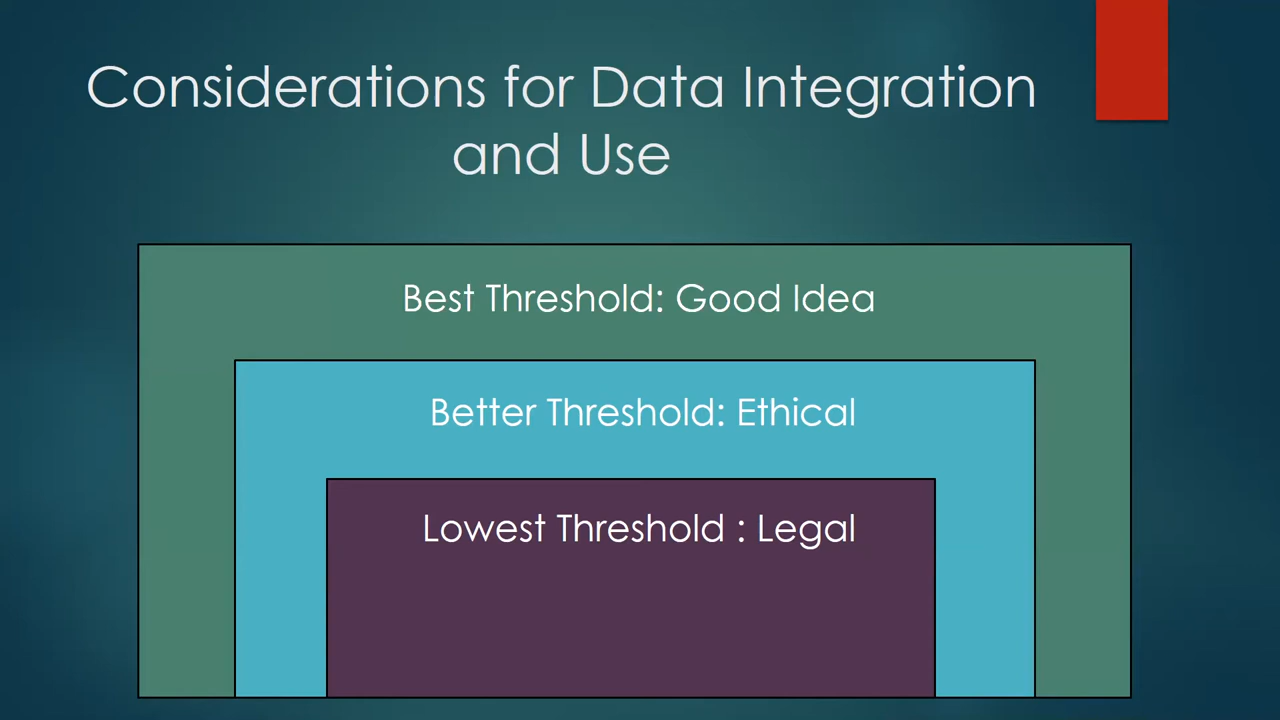 Considerations for Data Integration
and Use
Best Threshold: Good Idea
Better Threshold: Ethical
Lowest Threshold : Legal